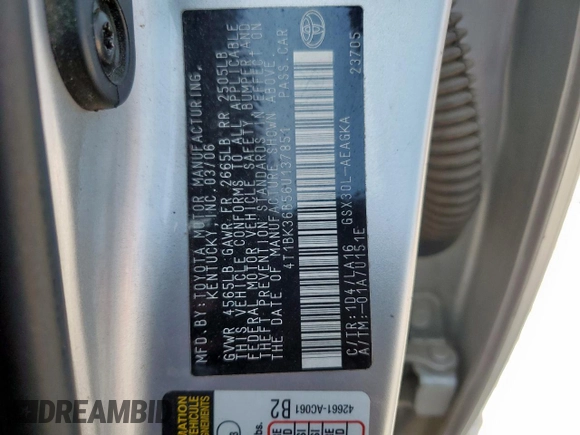 MFD.BY:TOYOTA MOTOR MANUFACTURING,
KENTUCKY, INC. 03/06
GVWR 4565LB GAWR FR 2665LB RR 2505LB
THIS VEHICLE CONFORMS TO ALL APPLICABLE
FEDERAL MOTOR VEHICLE SAFETY, BUMPER, AND
THEFT PREVENTION STANDARDS IN EFFECT ON
THE DATE OF MANUFACTURE SHOWN ABOVE.
4T1BK36B56U137851 PASS.CAR
C/TR:1D4/LA16 GSX30L-AEAGKA
A/TM:-01A/U151E 23705
42661-AC061
B2
DREAMBID